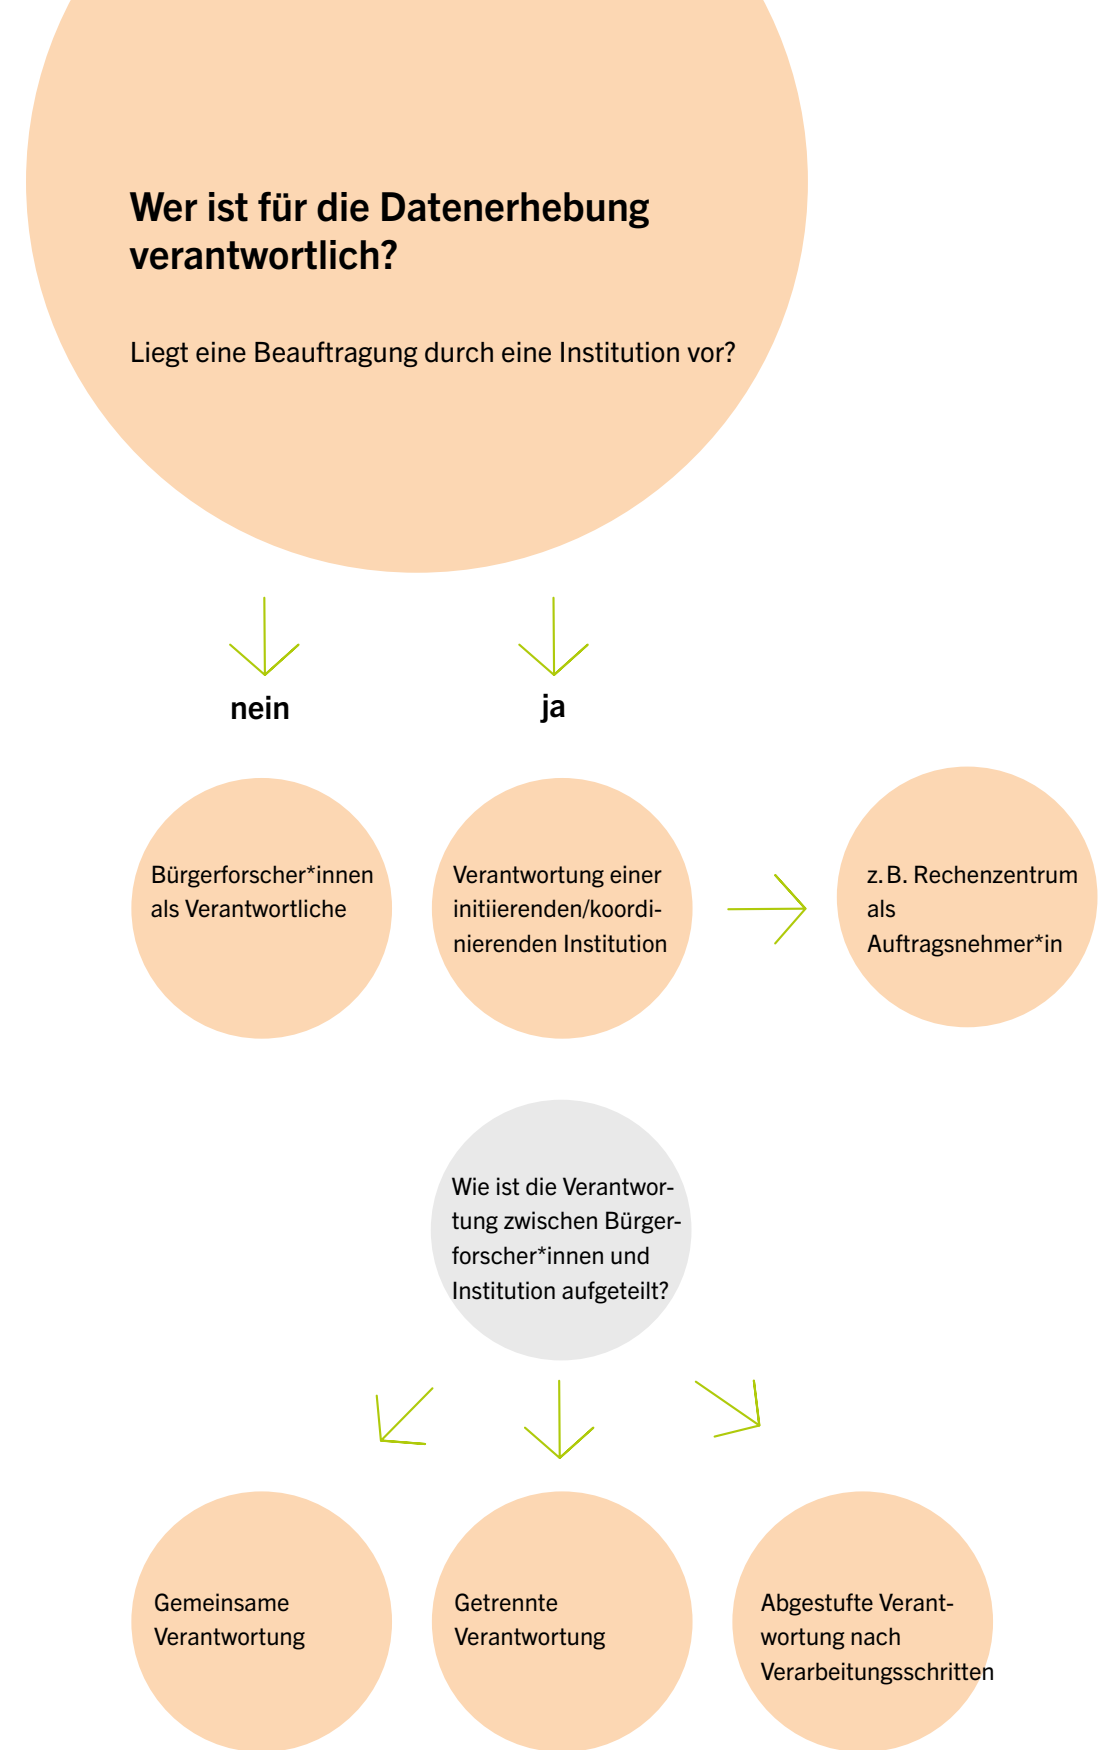 Wer ist für die Datenerhebung
verantwortlich?
Liegt eine Beauftragung durch eine Institution vor?
nein
ja
Bürgerforscher*innen
als Verantwortliche
Verantwortung einer
initiierenden/koordi-
nierenden Institution
z. B. Rechenzentrum
als
Auftragsnehmer*in
Wie ist die Verantwor-
tung zwischen Bürger-
forscher*innen und
Institution aufgeteilt?
Gemeinsame
Verantwortung
Getrennte
Verantwortung
Abgestufte Verant-
wortung nach
Verarbeitungsschritten